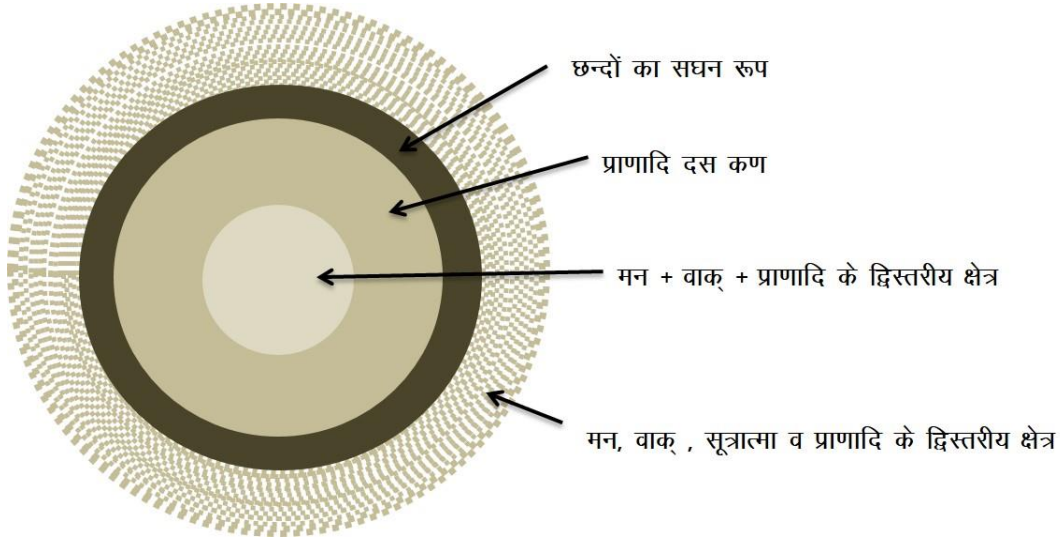 छन्दों का सघन रूप
प्राणादि दस कण
मन + वाक् + प्राणादि के द्विस्तरीय क्षेत्र
मन, वाक् , सूत्रात्मा व प्राणादि के द्विस्तरीय क्षेत्र